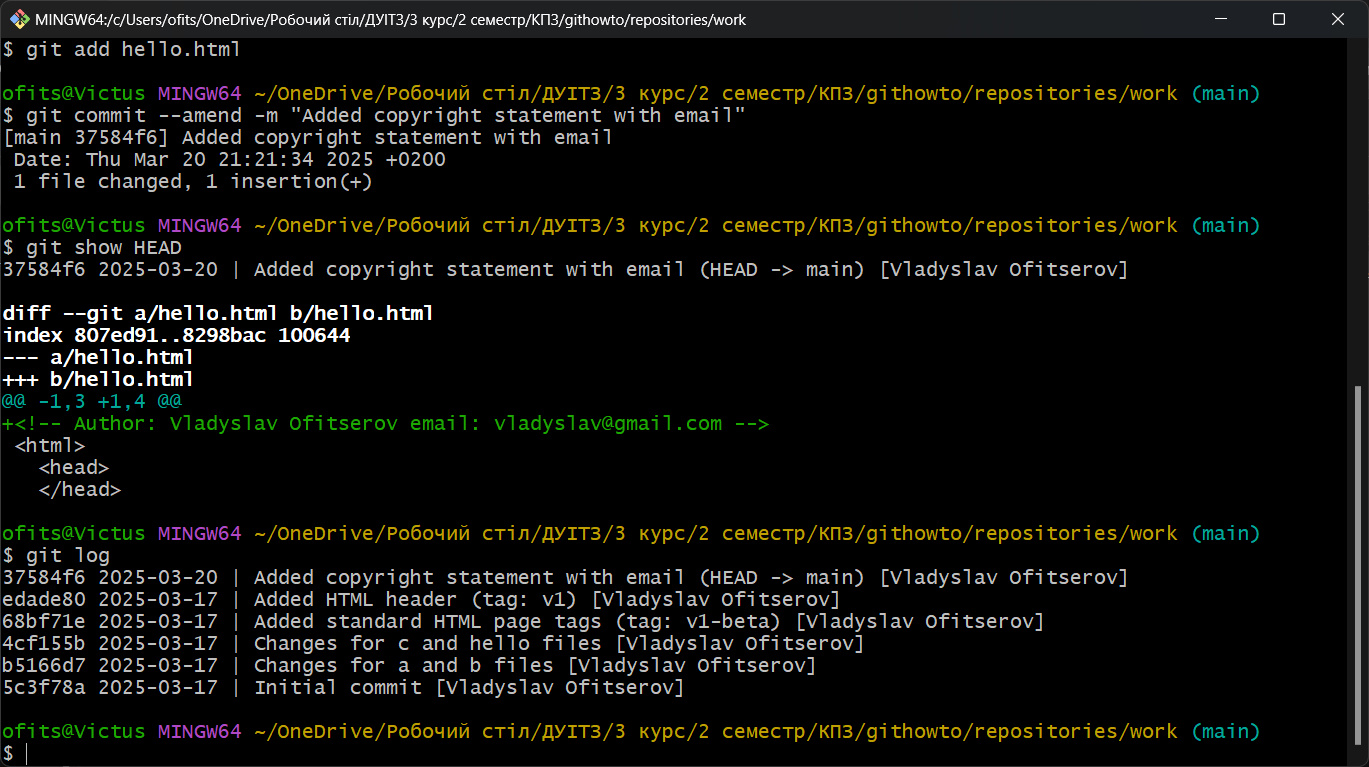 MINGW64:/c/Users/ofits/OneDrive/Робочий стіл/ДУІТЗ/3 курс/2 семестр/КПЗ/githowto/repositories/work
$ git add hello.html
ofits@Victus MINGW64 ~/OneDrive/Робочий стіл/ДУІТЗ/3 курс/2 семестр/КПЗ/githowto/repositories/work (main)
$ git commit --amend -m "Added copyright statement with email"
[main 37584f6] Added copyright statement with email
 Date: Thu Mar 20 21:21:34 2025 +0200
 1 file changed, 1 insertion(+)
ofits@Victus MINGW64 ~/OneDrive/Робочий стіл/ДУІТЗ/3 курс/2 семестр/КПЗ/githowto/repositories/work (main)
$ git show HEAD
37584f6 2025-03-20 | Added copyright statement with email (HEAD -> main) [Vladyslav Ofitserov]
diff --git a/hello.html b/hello.html
index 807ed91..8298bac 100644
--- a/hello.html
+++ b/hello.html
@@ -1,3 +1,4 @@
+<!-- Author: Vladyslav Ofitserov email: vladyslav@gmail.com -->
 <html>
   <head>
   </head>
ofits@Victus MINGW64 ~/OneDrive/Робочий стіл/ДУІТЗ/3 курс/2 семестр/КПЗ/githowto/repositories/work (main)
$ git log
37584f6 2025-03-20 | Added copyright statement with email (HEAD -> main) [Vladyslav Ofitserov]
edade80 2025-03-17 | Added HTML header (tag: v1) [Vladyslav Ofitserov]
68bf71e 2025-03-17 | Added standard HTML page tags (tag: v1-beta) [Vladyslav Ofitserov]
4cf155b 2025-03-17 | Changes for c and hello files [Vladyslav Ofitserov]
b5166d7 2025-03-17 | Changes for a and b files [Vladyslav Ofitserov]
5c3f78a 2025-03-17 | Initial commit [Vladyslav Ofitserov]
ofits@Victus MINGW64 ~/OneDrive/Робочий стіл/ДУІТЗ/3 курс/2 семестр/КПЗ/githowto/repositories/work (main)
$